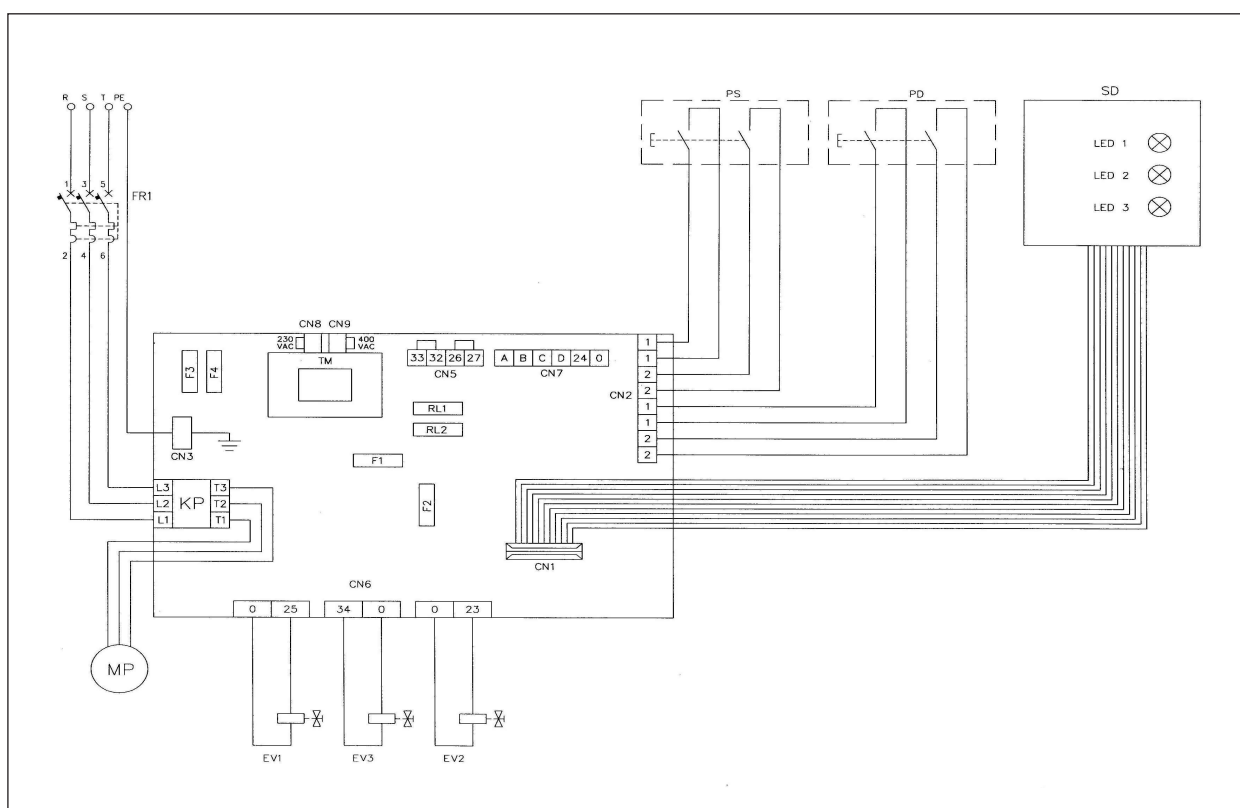 R S T PE
PS
PD
SD
LED 1
LED 2
LED 3
1 3 5
FR1
2 4 6
CN8 CN9
230 VAC
400 VAC
TM
33 32 26 27
CN5
A B C D 24 0
CN7
F3
F4
RL1
RL2
F1
F2
CN3
1
1
2
2
1
1
2
2
CN2
L3
L2
L1
KP
T3
T2
T1
CN1
CN6
0 25
34 0
0 23
MP
EV1
EV3
EV2